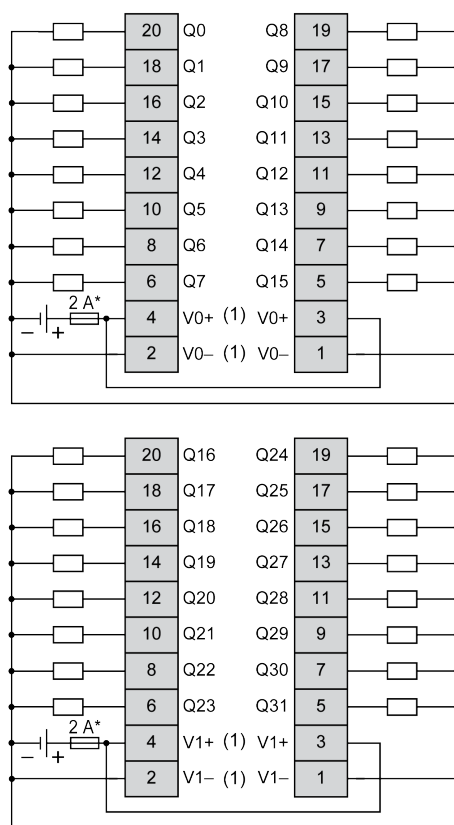 20 Q0 Q8 19
18 Q1 Q9 17
16 Q2 Q10 15
14 Q3 Q11 13
12 Q4 Q12 11
10 Q5 Q13 9
8 Q6 Q14 7
6 Q7 Q15 5
2 A*
− + 4 V0+ (1) V0+ 3
2 V0− (1) V0− 1
20 Q16 Q24 19
18 Q17 Q25 17
16 Q18 Q26 15
14 Q19 Q27 13
12 Q20 Q28 11
10 Q21 Q29 9
8 Q22 Q30 7
6 Q23 Q31 5
2 A*
− + 4 V1+ (1) V1+ 3
2 V1− (1) V1− 1